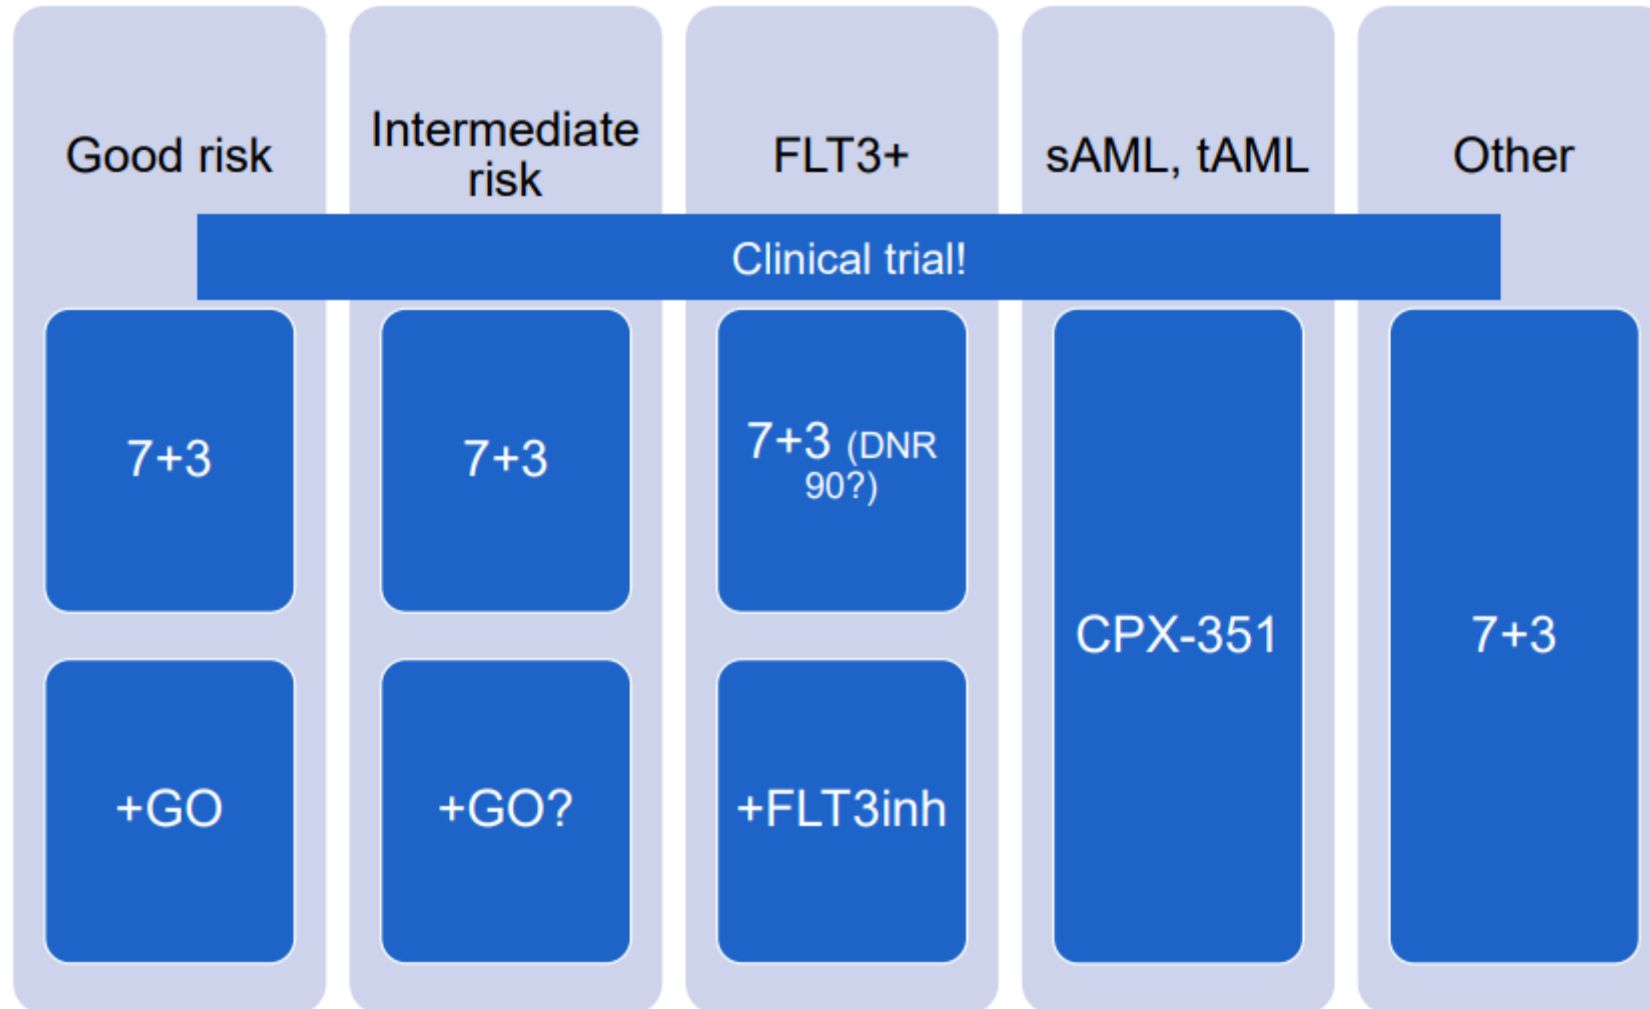 Good risk
Intermediate
risk
FLT3+
sAML, tAML
Other
Clinical trial!
7+3
7+3
7+3 (DNR
90?)
CPX-351
7+3
+GO
+GO?
+FLT3inh